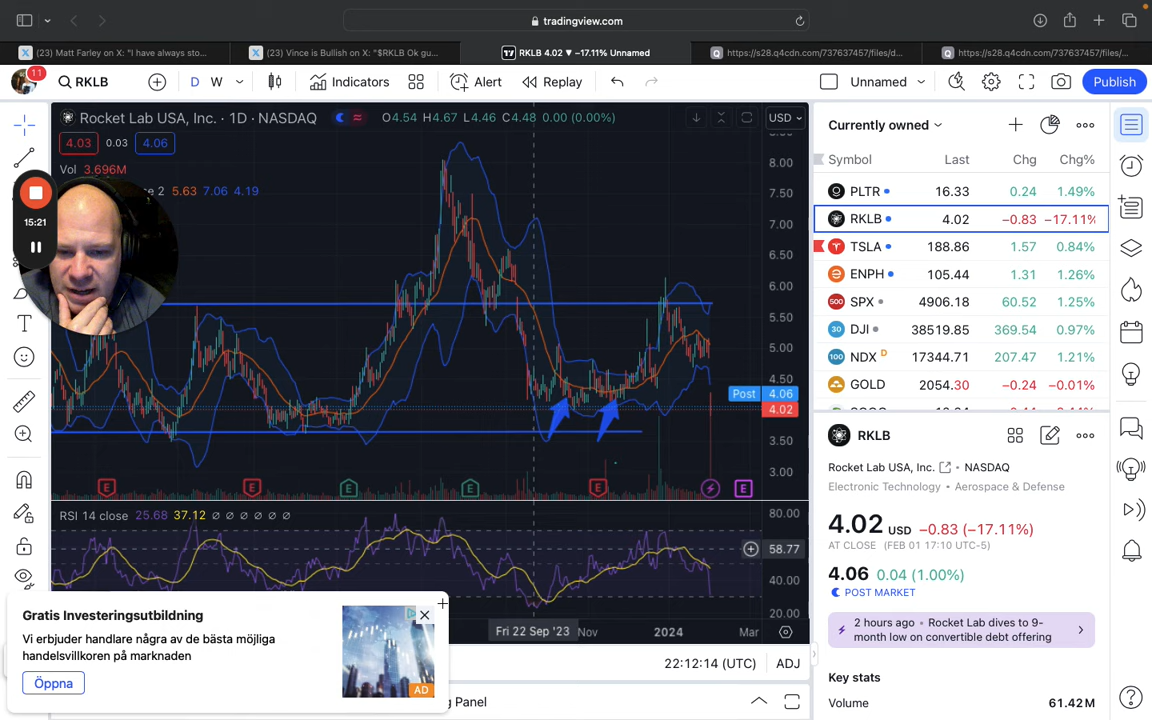 tradingview.com
(23) Matt Farley on X: "I have always sto...
(23) Vince is Bullish on X: "$RKLB Ok gu...
RKLB 4.02 ▼ −17.11% Unnamed
https://s28.q4cdn.com/737637457/files/d...
https://s28.q4cdn.com/737637457/files/...
11
RKLB
D W
Indicators
Alert
Replay
Unnamed
Publish
Rocket Lab USA, Inc. · 1D · NASDAQ
O4.54 H4.67 L4.46 C4.48 0.00 (0.00%)
USD
4.03 0.03 4.06
Vol 3.696M
2 5.63 7.06 4.19
15:21
8.00
7.50
7.00
6.50
6.00
5.50
5.00
4.50
Post 4.06
4.02
3.50
3.00
E E E E E E
RSI 14 close 25.68 37.12 ∅ ∅ ∅ ∅ ∅ ∅
80.00
58.77
40.00
20.00
Fri 22 Sep '23 Nov 2024 Mar
22:12:14 (UTC) ADJ
g Panel
Gratis Investeringsutbildning
Vi erbjuder handlare några av de bästa möjliga
handelsvillkoren på marknaden
Öppna
AD
Currently owned
Symbol Last Chg Chg%
PLTR 16.33 0.24 1.49%
RKLB 4.02 −0.83 −17.11%
TSLA 188.86 1.57 0.84%
ENPH 105.44 1.31 1.26%
500 SPX 4906.18 60.52 1.25%
30 DJI 38519.85 369.54 0.97%
100 NDX D 17344.71 207.47 1.21%
GOLD 2054.30 −0.24 −0.01%
RKLB
Rocket Lab USA, Inc. • NASDAQ
Electronic Technology • Aerospace & Defense
4.02 USD −0.83 (−17.11%)
AT CLOSE (FEB 01 17:10 UTC-5)
4.06 0.04 (1.00%)
POST MARKET
2 hours ago • Rocket Lab dives to 9-
month low on convertible debt offering
Key stats
Volume 61.42M